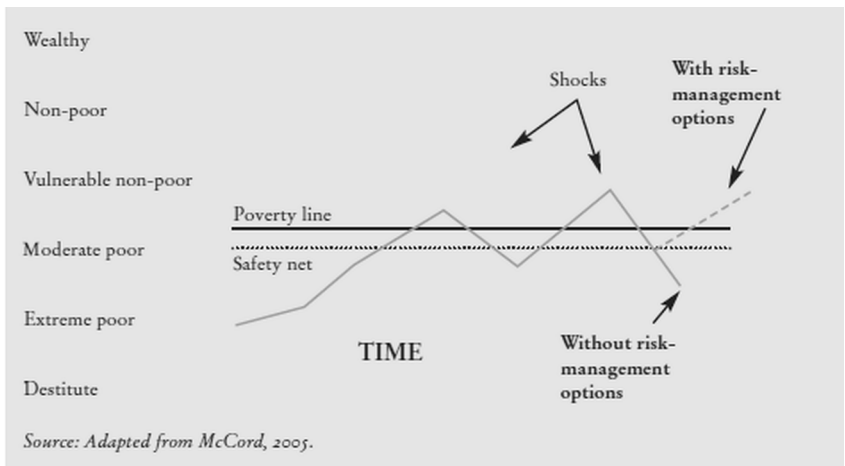 Wealthy
Shocks
With risk-
management
options
Non-poor
Vulnerable non-poor
Poverty line
Moderate poor
Safety net
Extreme poor
TIME
Without risk-
management
options
Destitute
Source: Adapted from McCord, 2005.